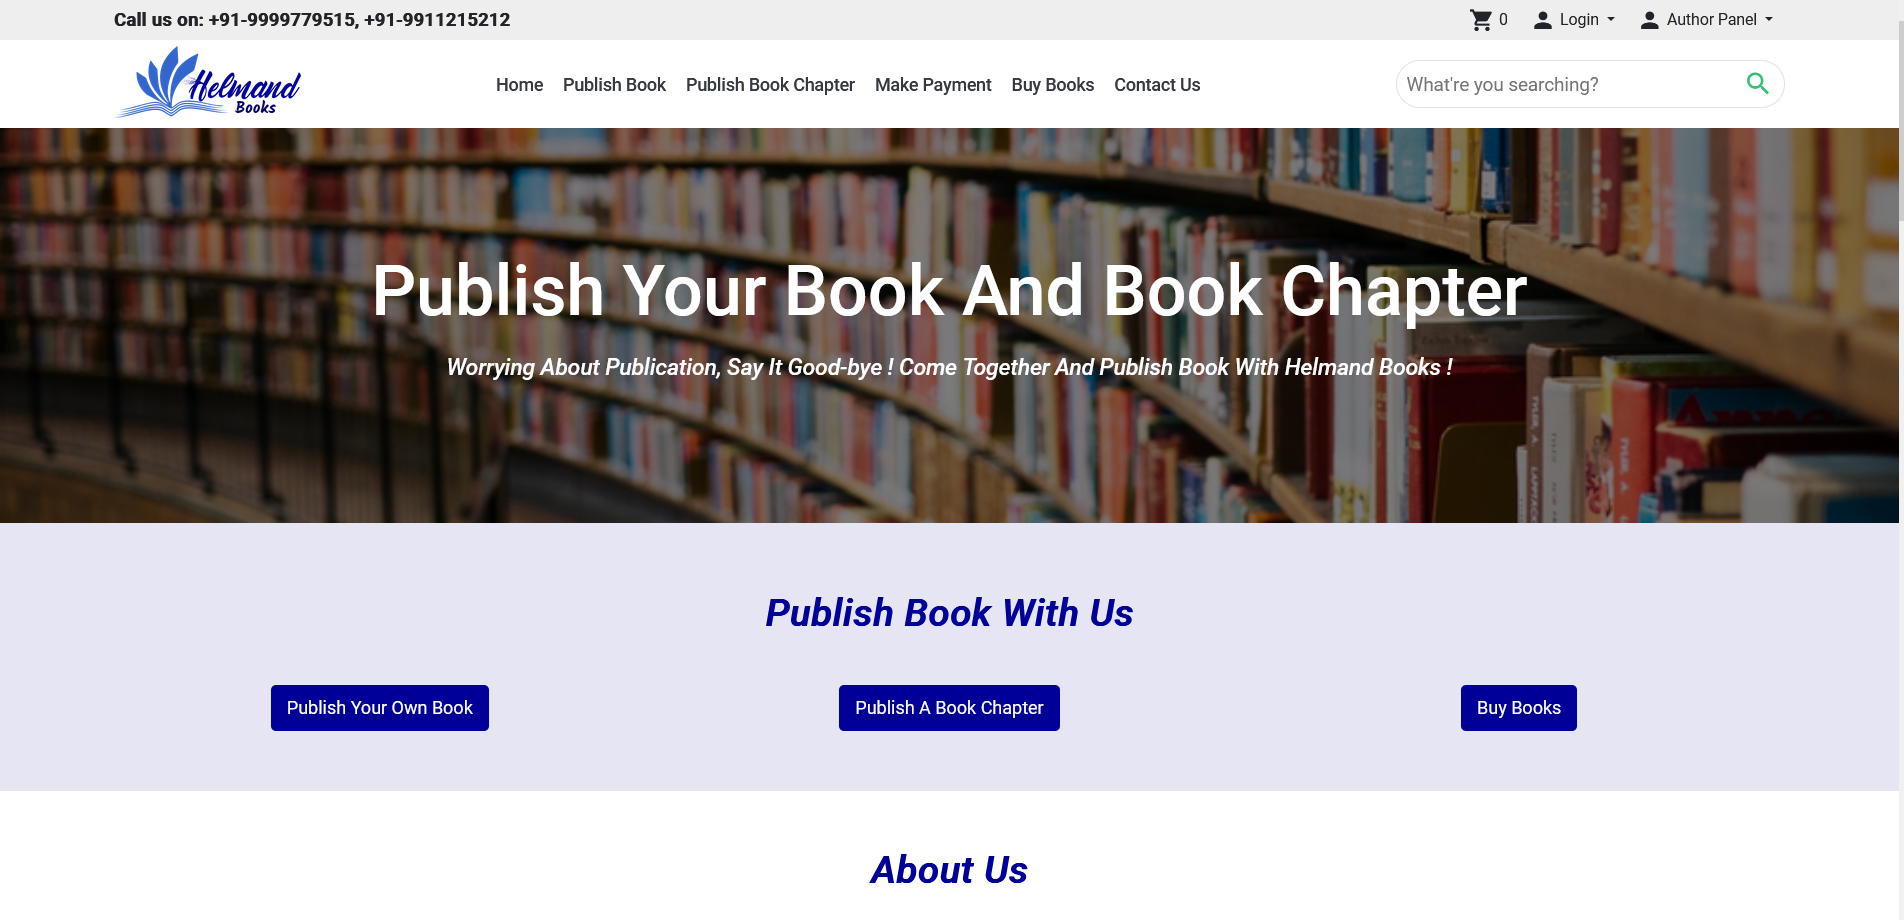 Call us on: +91-9999779515, +91-9911215212
0 Login Author Panel
Helmand
Books
Home Publish Book Publish Book Chapter Make Payment Buy Books Contact Us
What're you searching?
Publish Your Book And Book Chapter
Worrying About Publication, Say It Good-bye ! Come Together And Publish Book With Helmand Books !
Publish Book With Us
Publish Your Own Book Publish A Book Chapter Buy Books
About Us